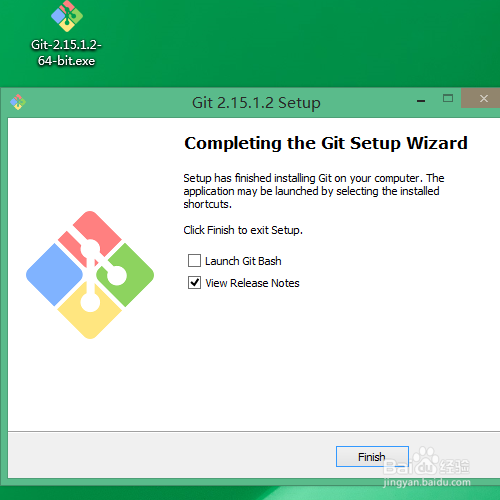 Git-2.15.1.2-
64-bit.exe
Git 2.15.1.2 Setup
Completing the Git Setup Wizard
Setup has finished installing Git on your computer. The
application may be launched by selecting the installed
shortcuts.
Click Finish to exit Setup.
Launch Git Bash
View Release Notes
Finish
Baidu 经验
jingyan.baidu.com